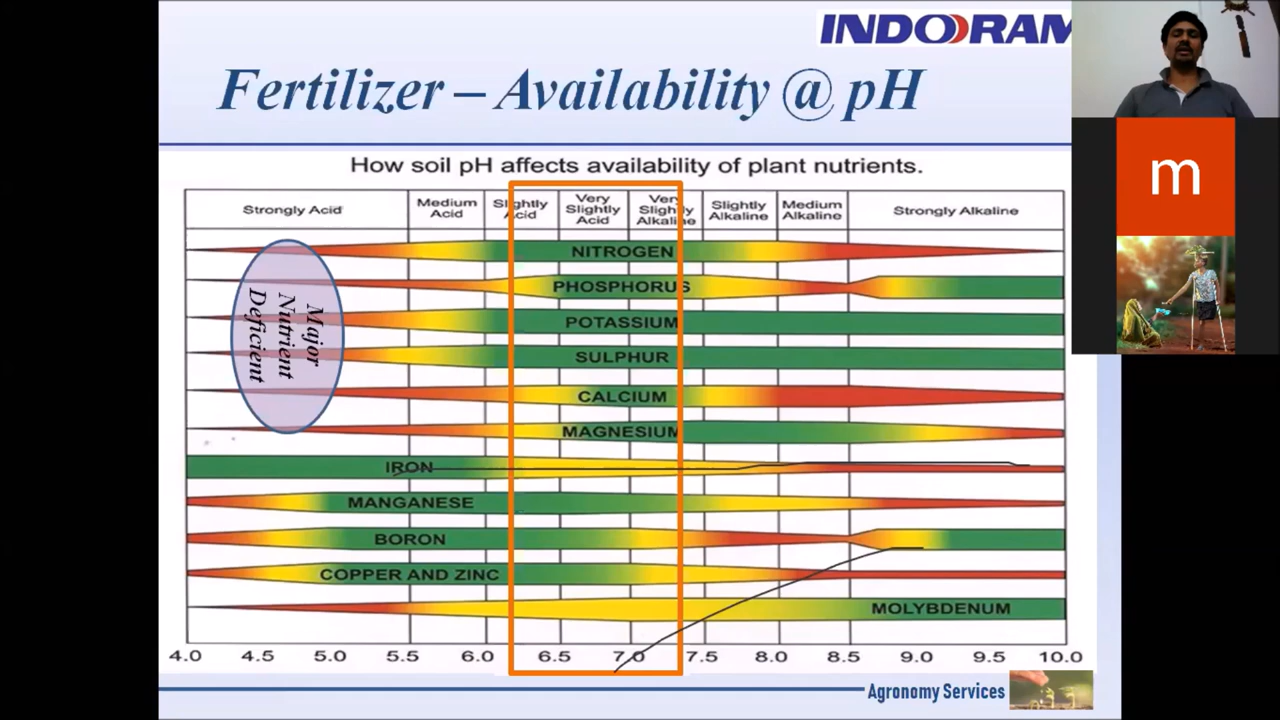 INDORAM
Fertilizer – Availability @ pH
How soil pH affects availability of plant nutrients.
Strongly Acid
Medium Acid
Slightly Acid
Very Slightly Acid
Very Slightly Alkaline
Slightly Alkaline
Medium Alkaline
Strongly Alkaline
Major Nutrient Deficient
NITROGEN
PHOSPHORUS
POTASSIUM
SULPHUR
CALCIUM
MAGNESIUM
IRON
MANGANESE
BORON
COPPER AND ZINC
MOLYBDENUM
4.0 4.5 5.0 5.5 6.0 6.5 7.0 7.5 8.0 8.5 9.0 9.5 10.0
Agronomy Services
m